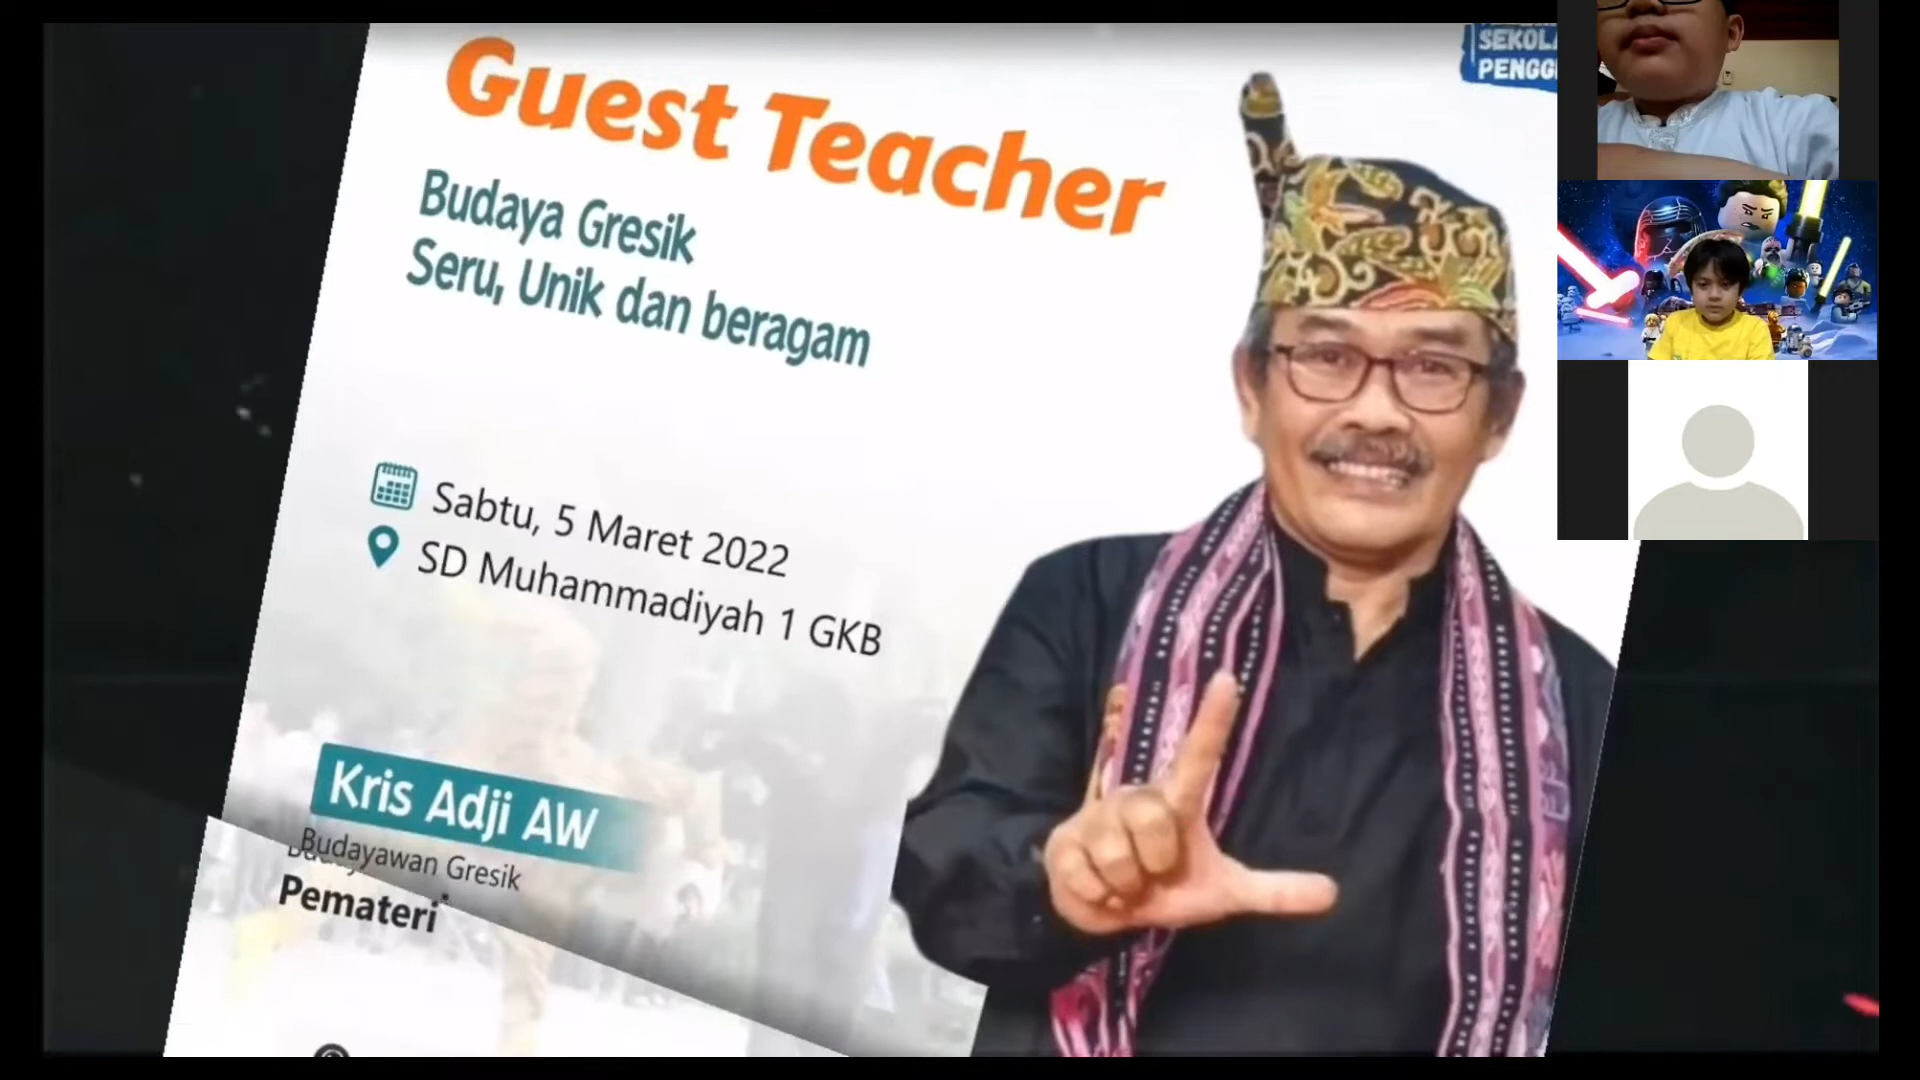 Guest Teacher
Budaya Gresik
Seru, Unik dan beragam
Sabtu, 5 Maret 2022
SD Muhammadiyah 1 GKB
Kris Adji AW
Budayawan Gresik
Pemateri